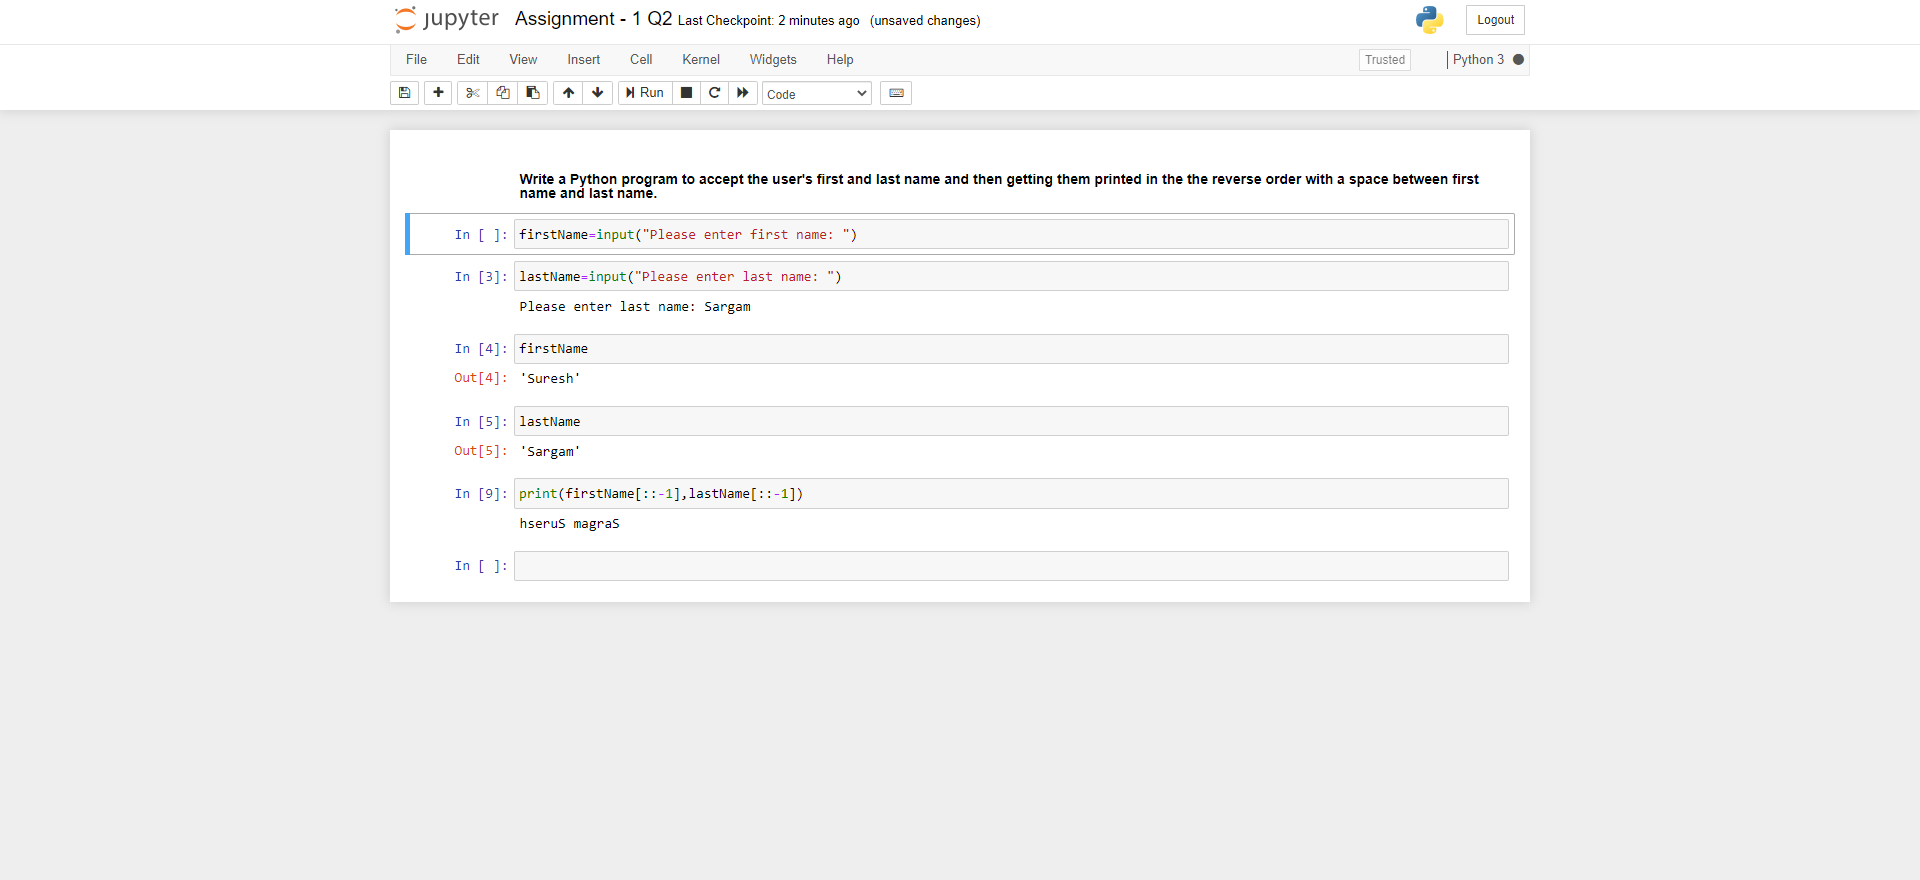 jupyter Assignment - 1 Q2 Last Checkpoint: 2 minutes ago (unsaved changes) Logout
File Edit View Insert Cell Kernel Widgets Help Trusted Python 3
Run Code
Write a Python program to accept the user's first and last name and then getting them printed in the the reverse order with a space between first
name and last name.
In [ ]: firstName=input("Please enter first name: ")
In [3]: lastName=input("Please enter last name: ")
Please enter last name: Sargam
In [4]: firstName
Out[4]: 'Suresh'
In [5]: lastName
Out[5]: 'Sargam'
In [9]: print(firstName[::-1],lastName[::-1])
hseruS magraS
In [ ]: